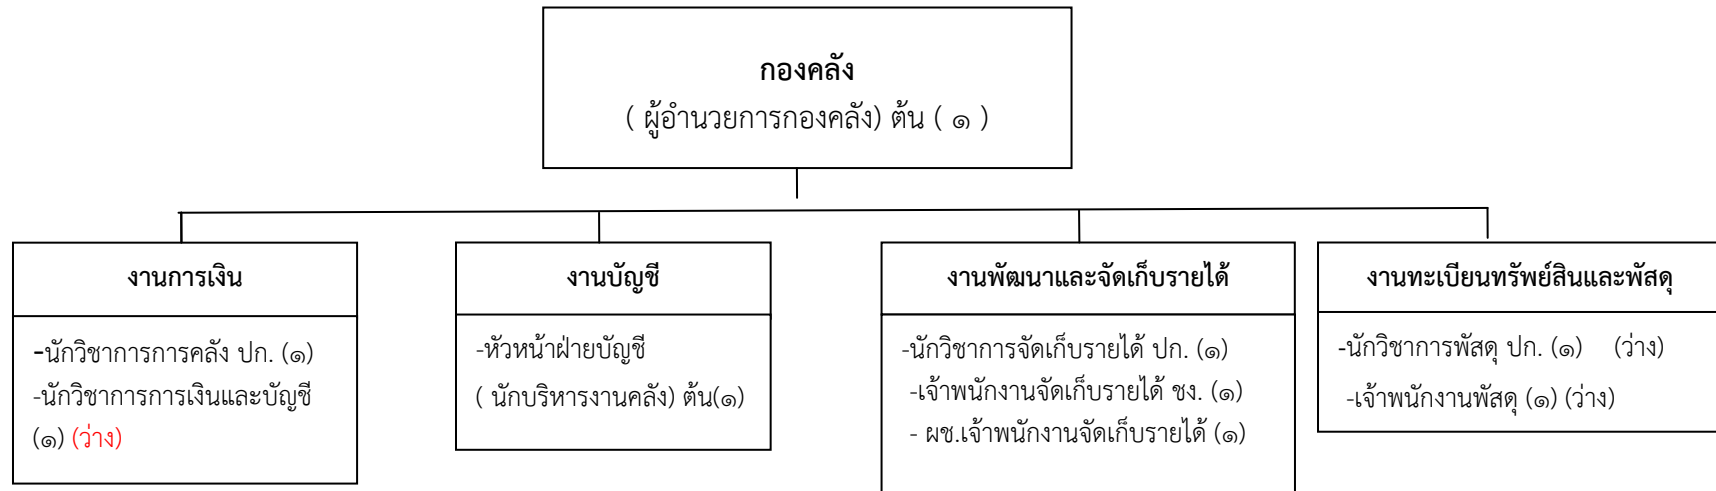 กองคลัง
( ผู้อำนวยการกองคลัง) ต้น ( ๑ )
งานการเงิน
-นักวิชาการการคลัง ปก. (๑)
-นักวิชาการการเงินและบัญชี
(๑) (ว่าง)
งานบัญชี
-หัวหน้าฝ่ายบัญชี
( นักบริหารงานคลัง) ต้น(๑)
งานพัฒนาและจัดเก็บรายได้
-นักวิชาการจัดเก็บรายได้ ปก. (๑)
-เจ้าพนักงานจัดเก็บรายได้ ชง. (๑)
- ผช.เจ้าพนักงานจัดเก็บรายได้ (๑)
งานทะเบียนทรัพย์สินและพัสดุ
-นักวิชาการพัสดุ ปก. (๑) (ว่าง)
-เจ้าพนักงานพัสดุ (๑) (ว่าง)